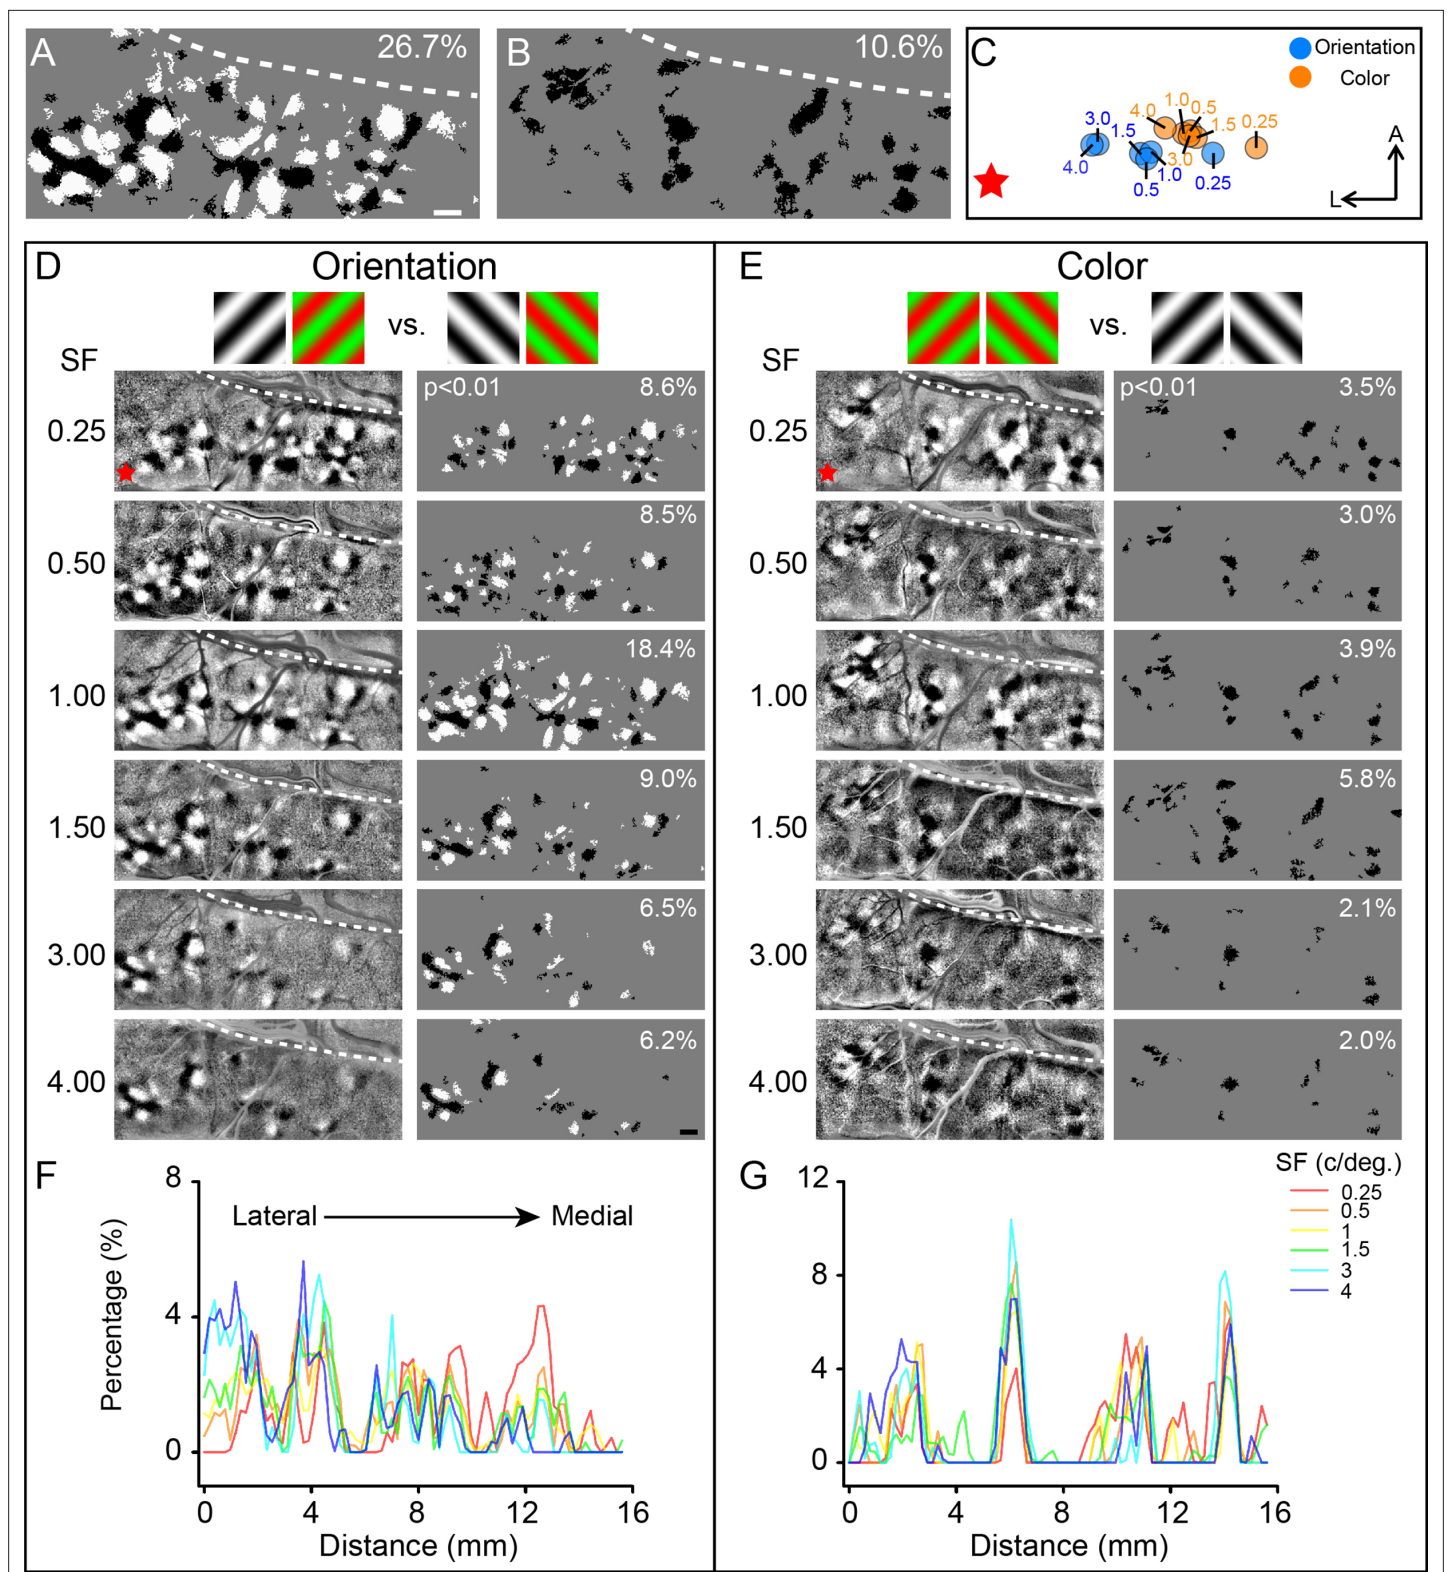 A
26.7%
B
10.6%
C
Orientation
Color
4.0
1.0
0.5
1.5
0.25
3.0
3.0
1.5
4.0
0.5
1.0
0.25
A
L
D
Orientation
vs.
SF
p<0.01
8.6%
0.25
8.5%
0.50
18.4%
1.00
9.0%
1.50
6.5%
3.00
6.2%
4.00
E
Color
vs.
SF
p<0.01
3.5%
0.25
3.0%
0.50
3.9%
1.00
5.8%
1.50
2.1%
3.00
2.0%
4.00
F
Lateral
Medial
Percentage (%)
8
4
0
0
4
8
12
16
Distance (mm)
G
SF (c/deg.)
0.25
0.5
1
1.5
3
4
12
8
4
0
0
4
8
12
16
Distance (mm)